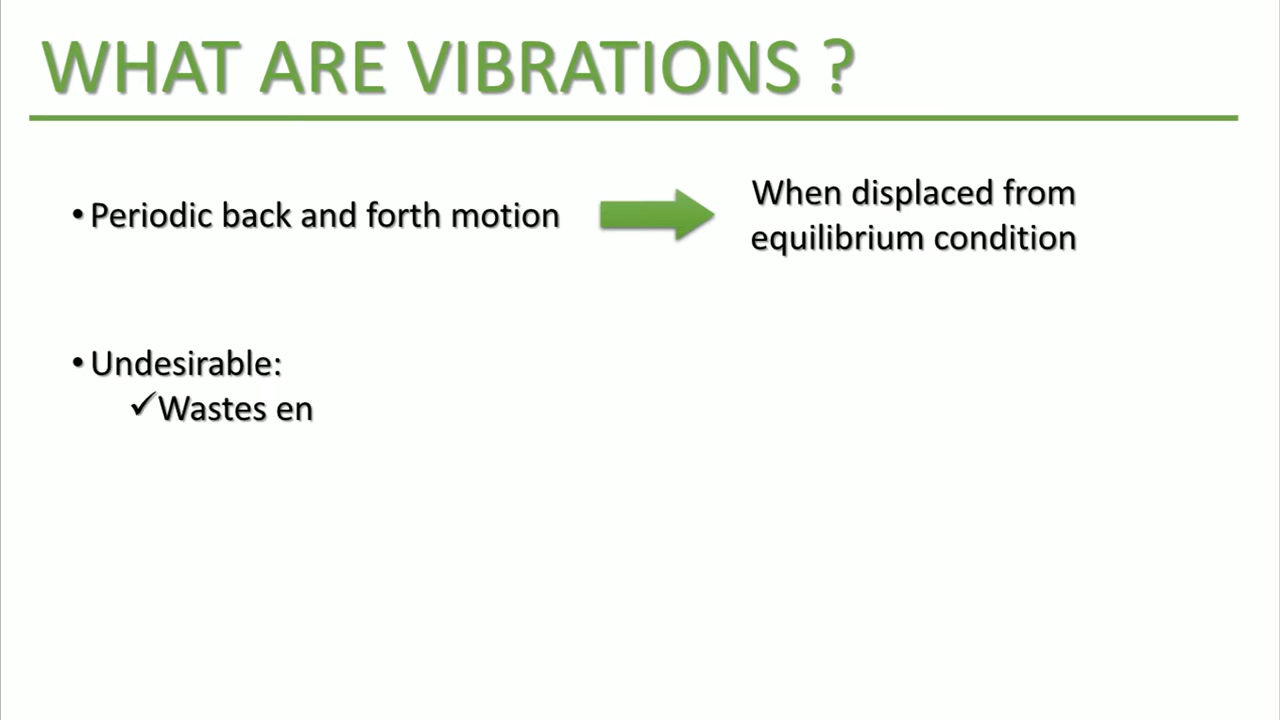 WHAT ARE VIBRATIONS ?
• Periodic back and forth motion
When displaced from
equilibrium condition
• Undesirable:
✓Wastes en